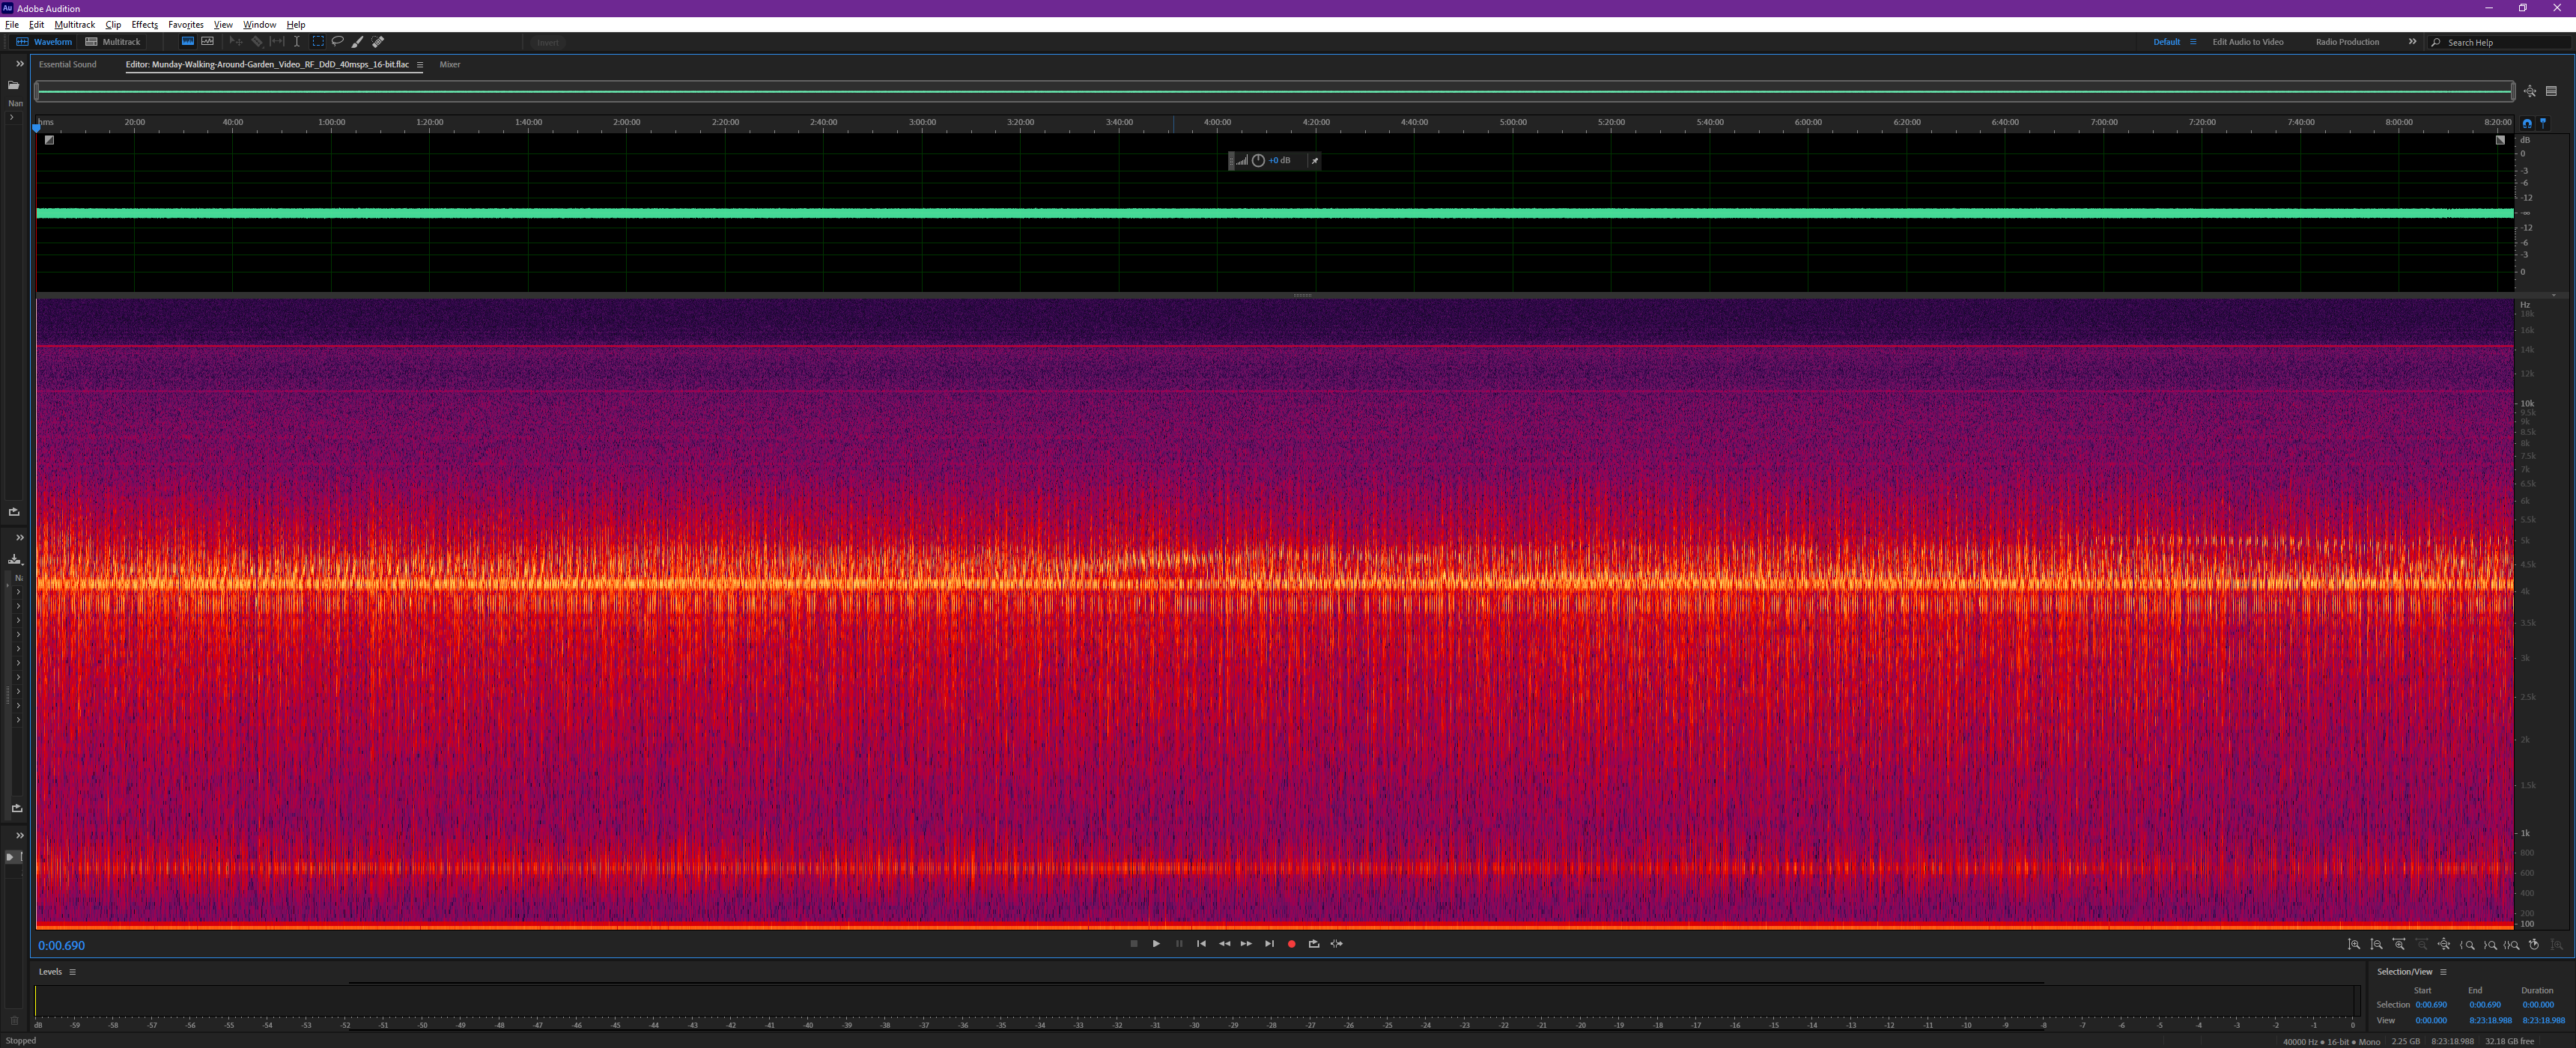 Adobe Audition
File Edit Multitrack Clip Effects Favorites View Window Help
Waveform Multitrack Invert Default Edit Audio to Video Radio Production Search Help
Essential Sound Editor: Munday-Walking-Around-Garden_Video_RF_DdD_40msps_16-bit.flac Mixer
Nan
hms 20:00 40:00 1:00:00 1:20:00 1:40:00 2:00:00 2:20:00 2:40:00 3:00:00 3:20:00 3:40:00 4:00:00 4:20:00 4:40:00 5:00:00 5:20:00 5:40:00 6:00:00 6:20:00 6:40:00 7:00:00 7:20:00 7:40:00 8:00:00 8:20:00
dB
0
-3
-6
-12
-∞
-12
-6
-3
0
+0 dB
Hz
18k
16k
14k
12k
10k
9.5k
9k
8.5k
8k
7.5k
7k
6.5k
6k
5.5k
5k
4.5k
4k
3.5k
3k
2.5k
2k
1.5k
1k
800
600
400
200
100
0:00.690
Levels
dB -59 -58 -57 -56 -55 -54 -53 -52 -51 -50 -49 -48 -47 -46 -45 -44 -43 -42 -41 -40 -39 -38 -37 -36 -35 -34 -33 -32 -31 -30 -29 -28 -27 -26 -25 -24 -23 -22 -21 -20 -19 -18 -17 -16 -15 -14 -13 -12 -11 -10 -9 -8 -7 -6 -5 -4 -3 -2 -1 0
Selection/View
Start End Duration
Selection 0:00.690 0:00.690 0:00.000
View 0:00.000 8:23:18.988 8:23:18.988
Stopped
40000 Hz • 16-bit • Mono 2.25 GB 8:23:18.988 32.18 GB free